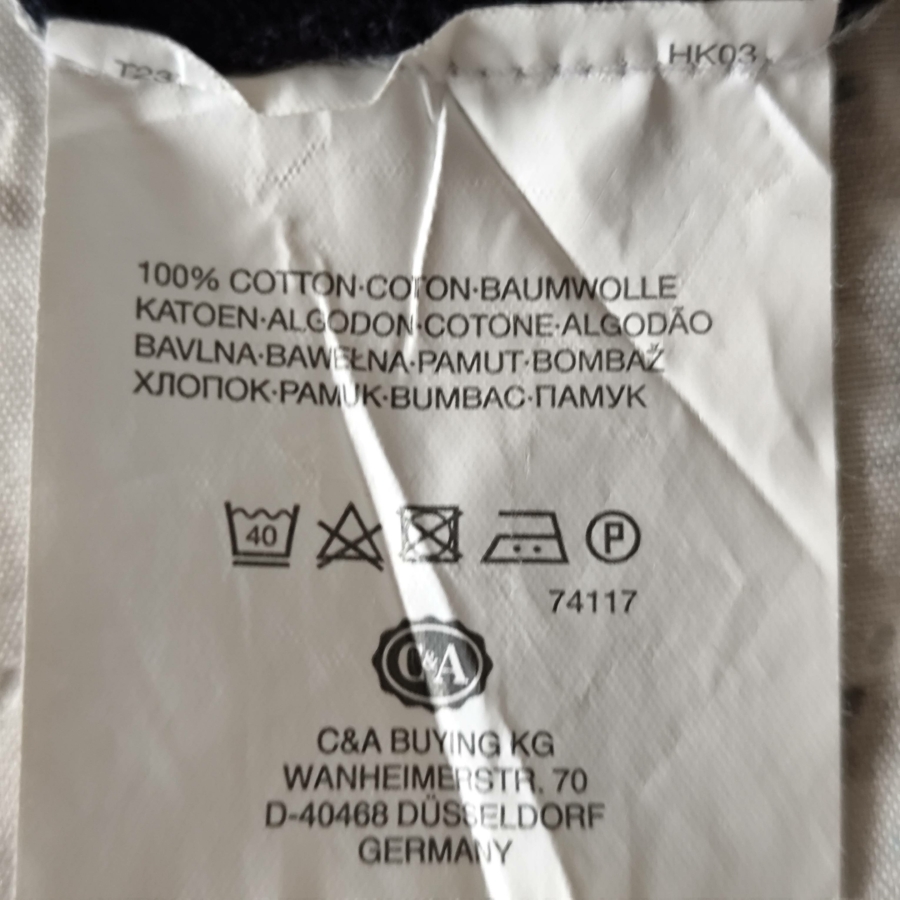 T23
HK03
100% COTTON·COTON·BAUMWOLLE
KATOEN·ALGODON·COTONE·ALGODÃO
BAVLNA·BAWEŁNA·PAMUT·BOMBAŽ
ХЛОПОК·PAMUK·BUMBAC·ПАМУК
40
P
74117
C&A
C&A BUYING KG
WANHEIMERSTR. 70
D-40468 DÜSSELDORF
GERMANY